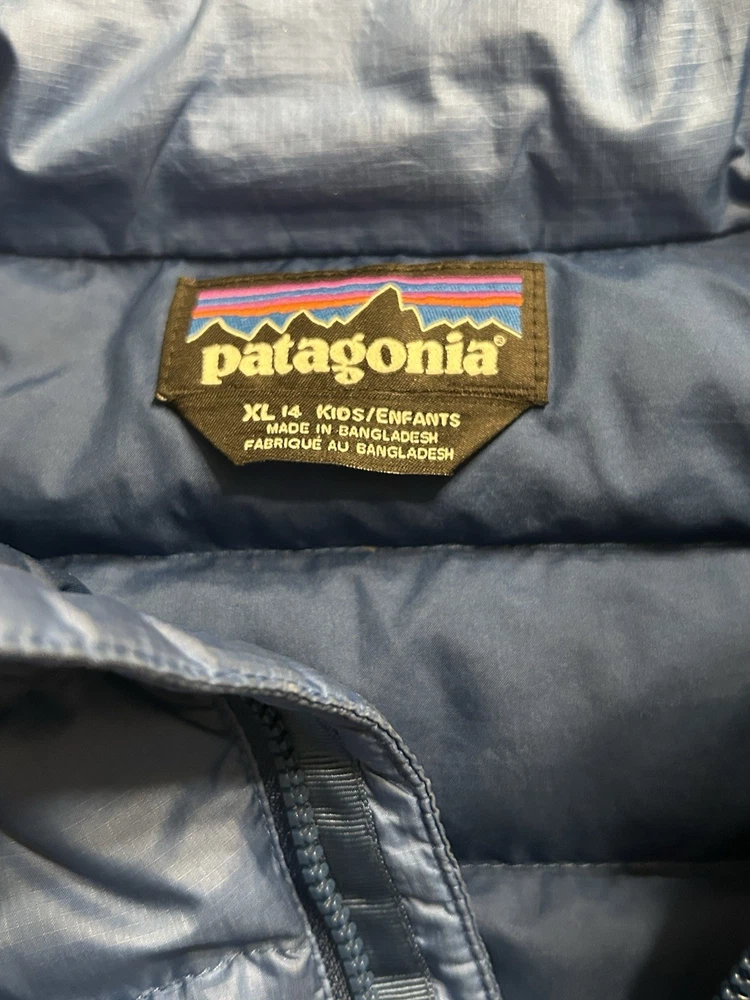 patagonia®
XL 14 KIDS/ENFANTS
MADE IN BANGLADESH
FABRIQUÉ AU BANGLADESH